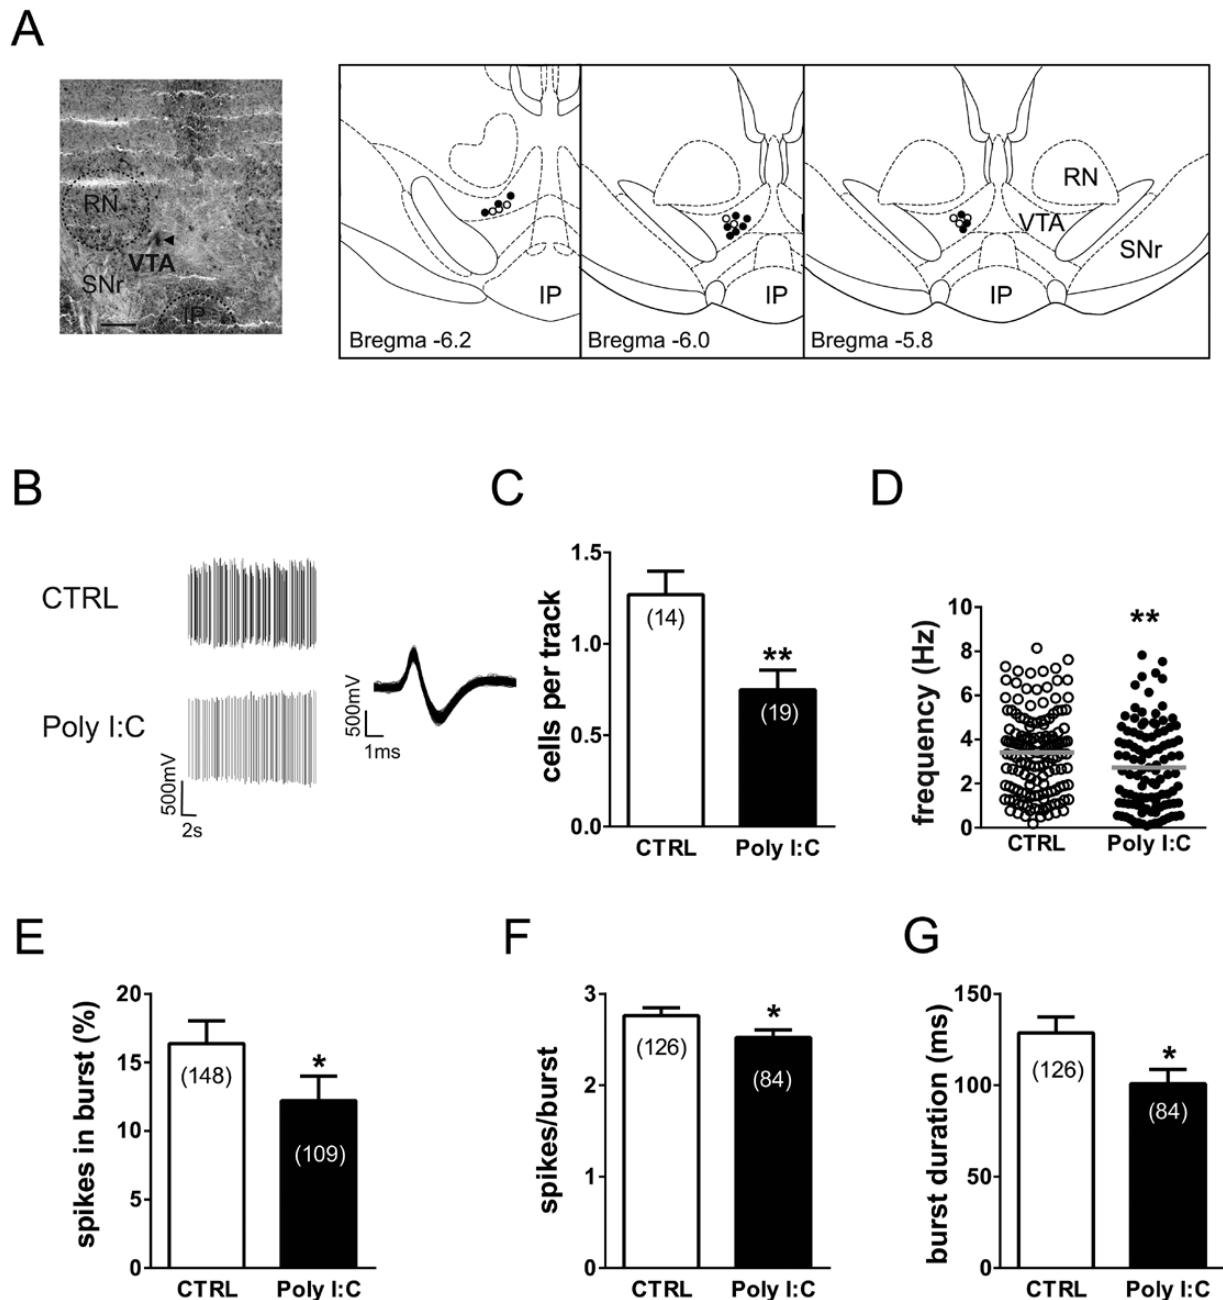 A
RN
VTA
SNr
IP
Bregma -6.2
IP
Bregma -6.0
IP
RN
VTA
SNr
IP
Bregma -5.8
B
CTRL
Poly I:C
500mV
2s
500mV
1ms
C
cells per track
1.5
1.0
0.5
0.0
(14)
**
(19)
CTRL
Poly I:C
D
frequency (Hz)
10
8
6
4
2
0
**
CTRL
Poly I:C
E
spikes in burst (%)
20
15
10
5
0
(148)
*
(109)
CTRL
Poly I:C
F
spikes/burst
3
2
1
0
(126)
*
(84)
CTRL
Poly I:C
G
burst duration (ms)
150
100
50
0
(126)
*
(84)
CTRL
Poly I:C